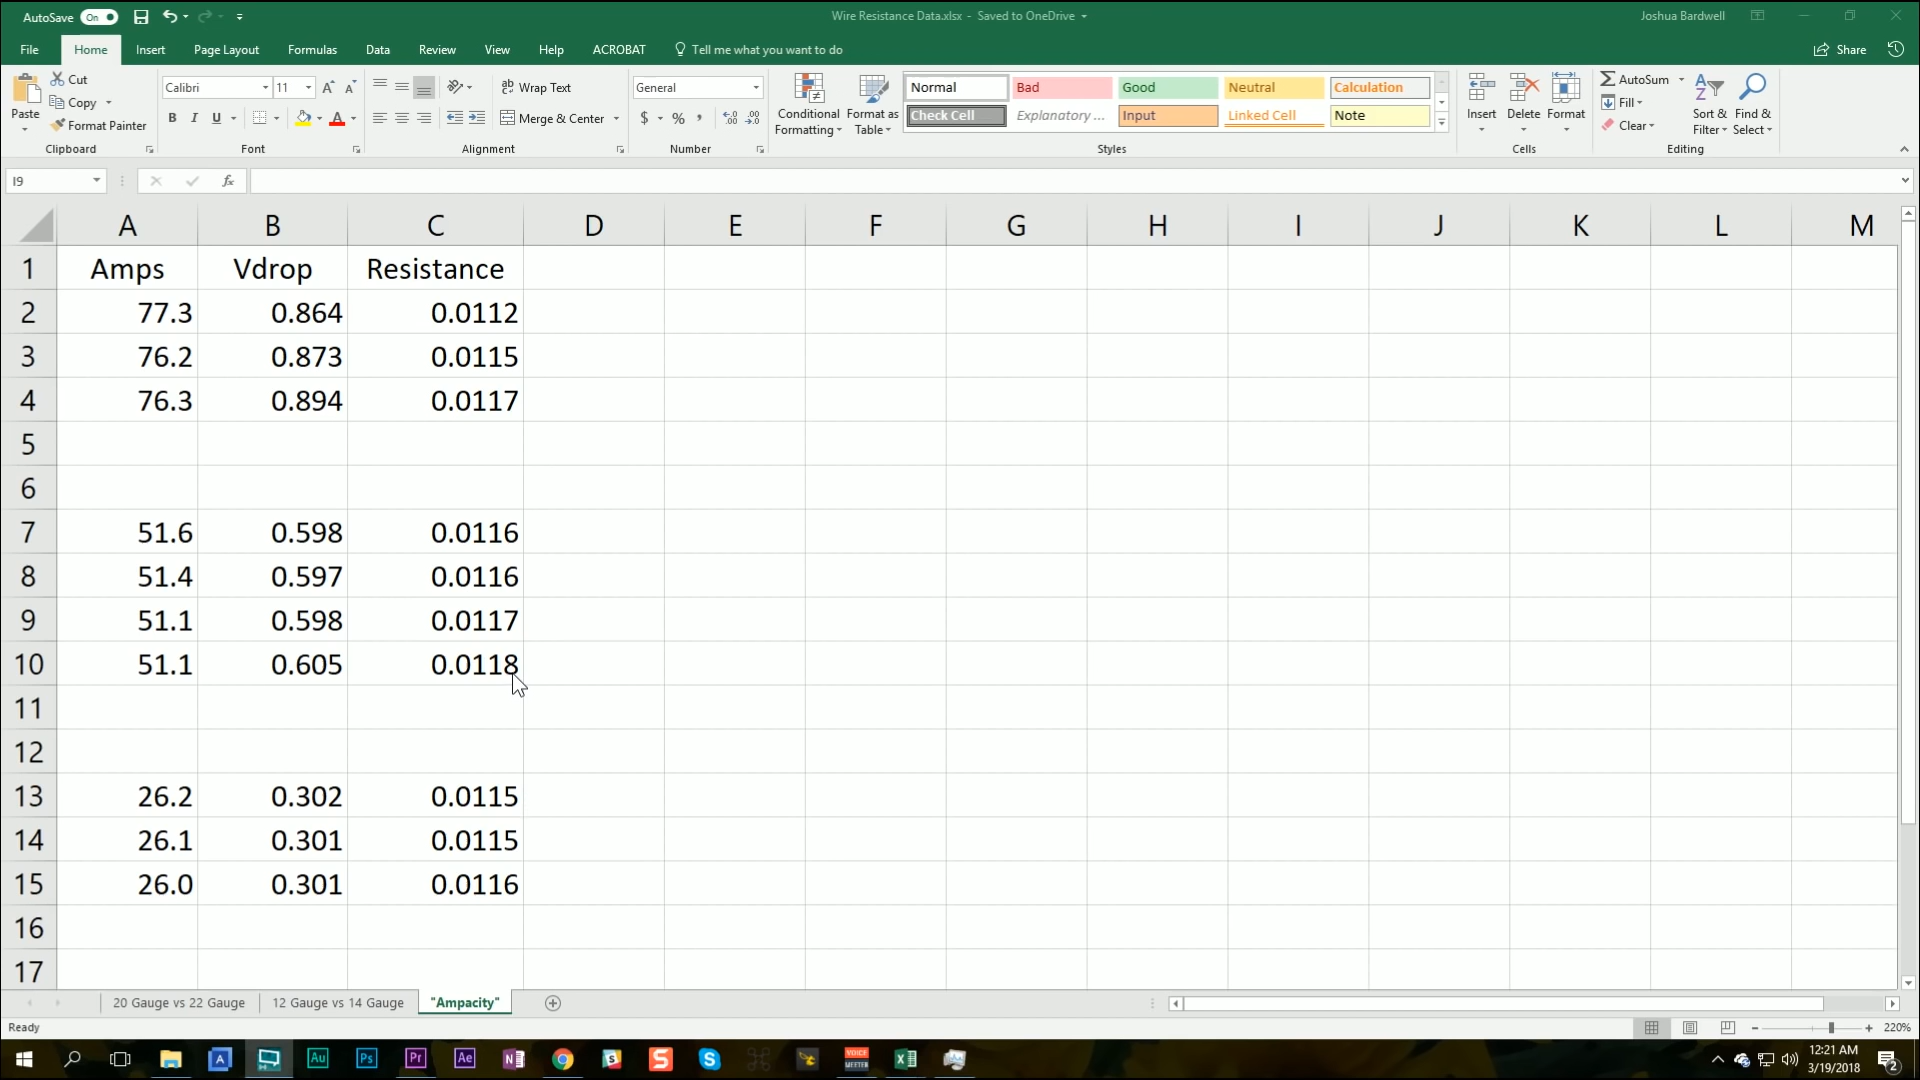 AutoSave On
Wire Resistance Data.xlsx - Saved to OneDrive
Joshua Bardwell
File Home Insert Page Layout Formulas Data Review View Help ACROBAT Tell me what you want to do
Share
Paste
Cut
Copy
Format Painter
Clipboard
Calibri 11
B I U
Font
Wrap Text
Merge & Center
Alignment
General
$ % ,
Number
Conditional Formatting
Format as Table
Normal Bad Good Neutral Calculation
Check Cell Explanatory ... Input Linked Cell Note
Styles
Insert Delete Format
Cells
AutoSum
Fill
Clear
Sort & Filter
Find & Select
Editing
I9
fx
A B C D E F G H I J K L M
1 Amps Vdrop Resistance
2 77.3 0.864 0.0112
3 76.2 0.873 0.0115
4 76.3 0.894 0.0117
5
6
7 51.6 0.598 0.0116
8 51.4 0.597 0.0116
9 51.1 0.598 0.0117
10 51.1 0.605 0.0118
11
12
13 26.2 0.302 0.0115
14 26.1 0.301 0.0115
15 26.0 0.301 0.0116
16
17
20 Gauge vs 22 Gauge 12 Gauge vs 14 Gauge "Ampacity"
Ready
220%
A Au Ps Pr Ae N S S VOICE MEETER X
12:21 AM
3/19/2018
2